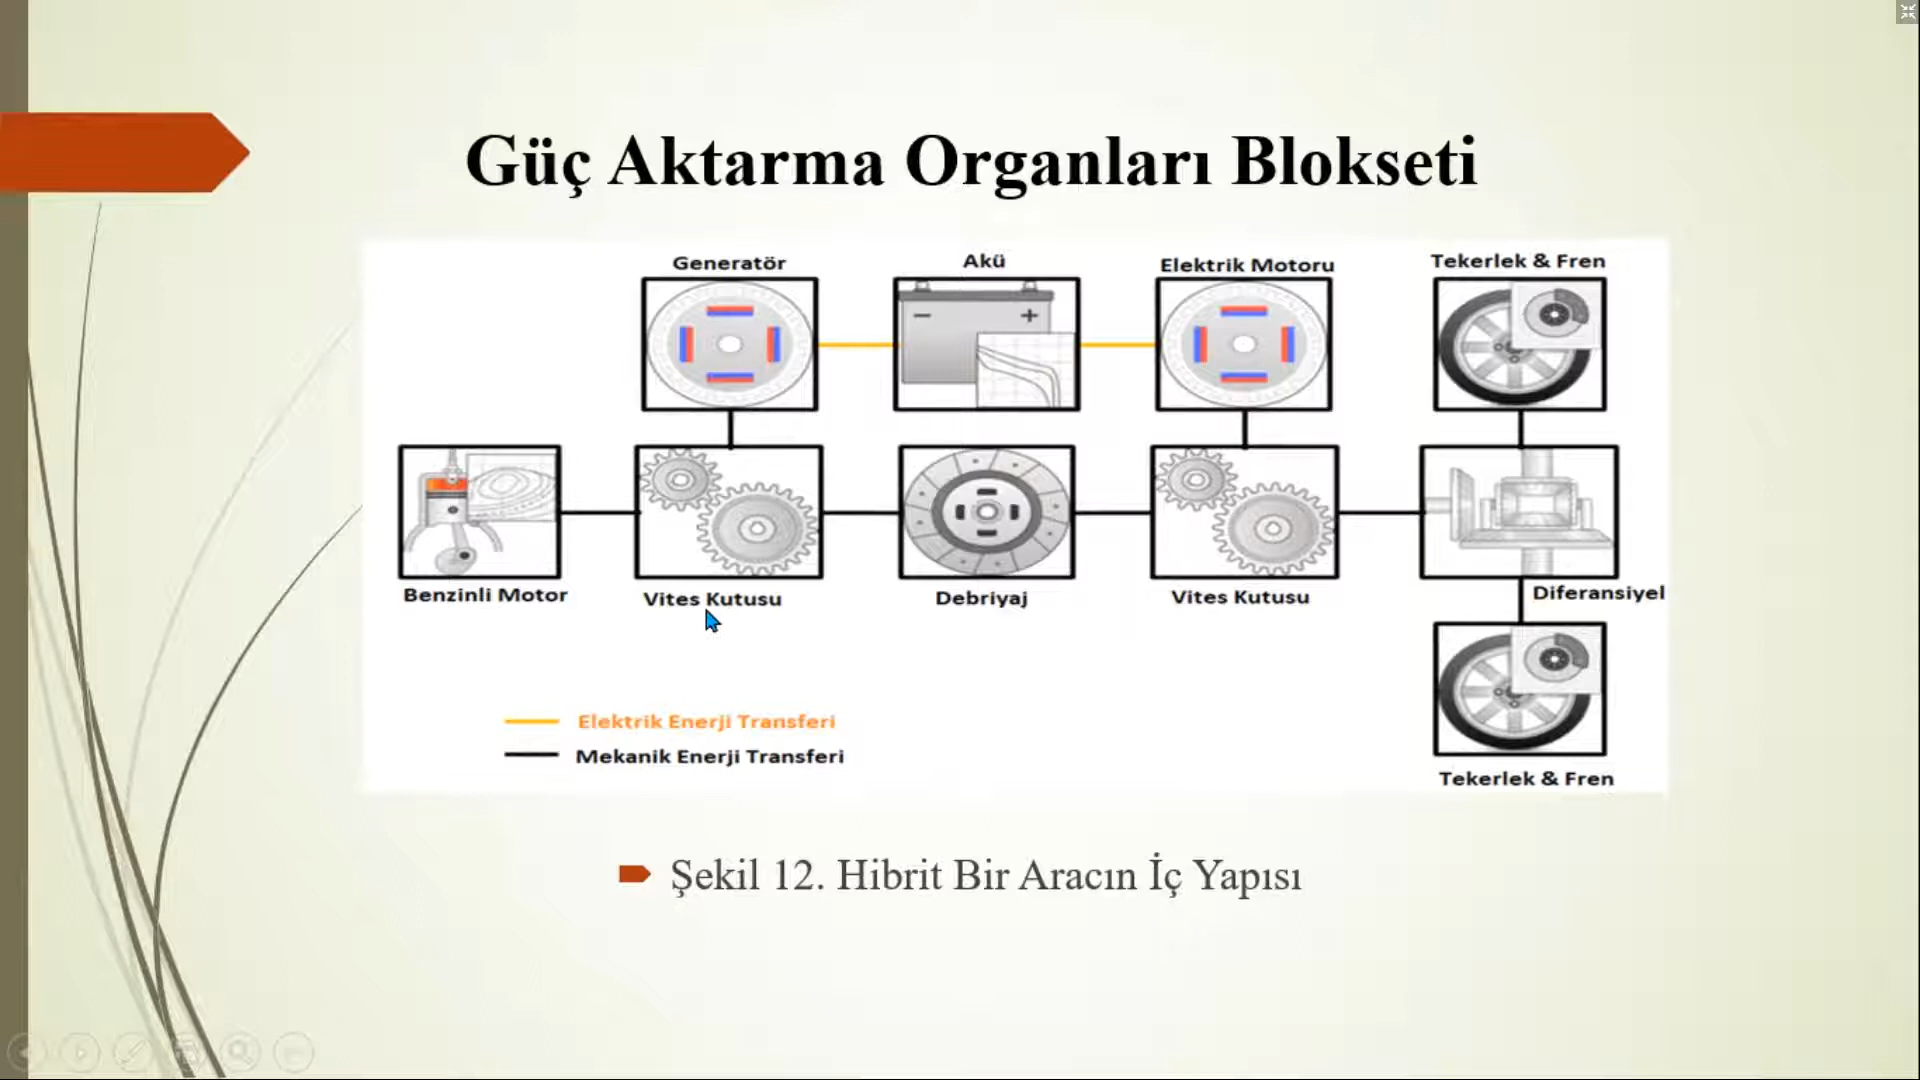 Güç Aktarma Organları Blokseti
Generatör
Akü
Elektrik Motoru
Tekerlek & Fren
Benzinli Motor
Vites Kutusu
Debriyaj
Vites Kutusu
Diferansiyel
Elektrik Enerji Transferi
Mekanik Enerji Transferi
Tekerlek & Fren
Şekil 12. Hibrit Bir Aracın İç Yapısı